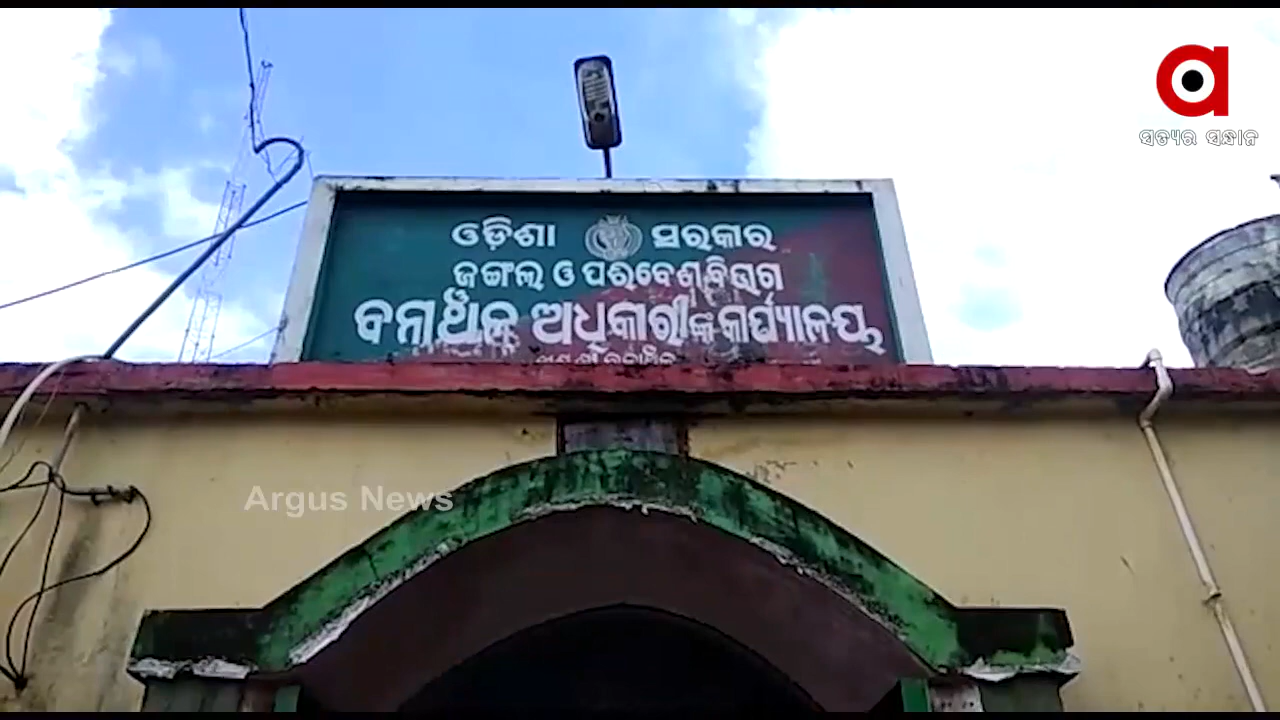 ସତ୍ୟର ସନ୍ଧାନ
ଓଡ଼ିଶା ସରକାର
ଜଙ୍ଗଲ ଓ ପରିବେଶ ବିଭାଗ
ବନଖଣ୍ଡ ଅଧିକାରୀଙ୍କ କାର୍ଯ୍ୟାଳୟ
Argus News